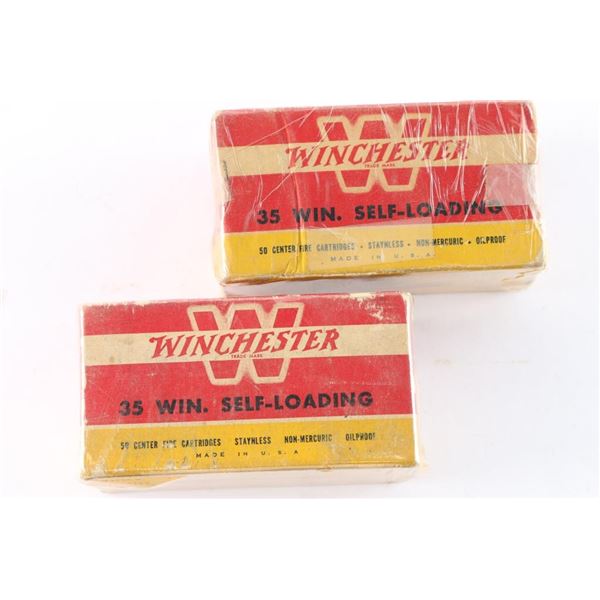 W
WINCHESTER
TRADE MARK
35 WIN. SELF-LOADING
50 CENTER FIRE CARTRIDGES • STAYNLESS • NON-MERCURIC • OILPROOF
MADE IN U.S.A.
W
WINCHESTER
TRADE MARK
35 WIN. SELF-LOADING
50 CENTER FIRE CARTRIDGES STAYNLESS NON-MERCURIC OILPROOF
MADE IN U.S.A